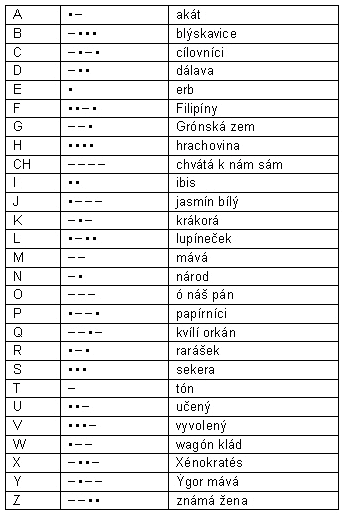 A ▪– akát
B –▪▪▪ blýskavice
C –▪–▪ cílovníci
D –▪▪ dálava
E ▪ erb
F ▪▪–▪ Filipíny
G ––▪ Grónská zem
H ▪▪▪▪ hrachovina
CH –––– chvátá k nám sám
I ▪▪ ibis
J ▪––– jasmín bílý
K –▪– krákorá
L ▪–▪▪ lupíneček
M –– mává
N –▪ národ
O ––– ó náš pán
P ▪––▪ papírníci
Q ––▪– kvílí orkán
R ▪–▪ rarášek
S ▪▪▪ sekera
T – tón
U ▪▪– učený
V ▪▪▪– vyvolený
W ▪–– wagón klád
X –▪▪– Xénokratés
Y –▪–– Ýgor mává
Z ––▪▪ známá žena